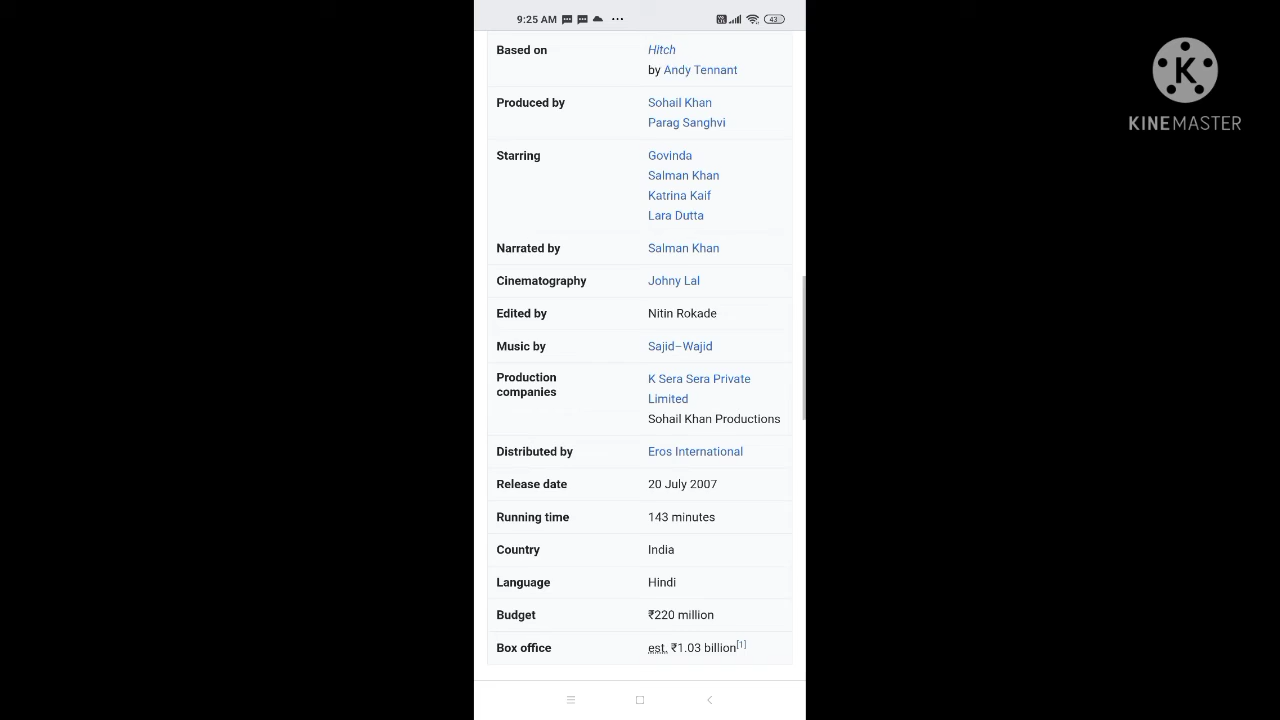 9:25 AM ... 43
Based on Hitch
by Andy Tennant
Produced by Sohail Khan
Parag Sanghvi
Starring Govinda
Salman Khan
Katrina Kaif
Lara Dutta
Narrated by Salman Khan
Cinematography Johny Lal
Edited by Nitin Rokade
Music by Sajid–Wajid
Production
companies
K Sera Sera Private
Limited
Sohail Khan Productions
Distributed by Eros International
Release date 20 July 2007
Running time 143 minutes
Country India
Language Hindi
Budget ₹220 million
Box office est. ₹1.03 billion[1]
K
KINEMASTER